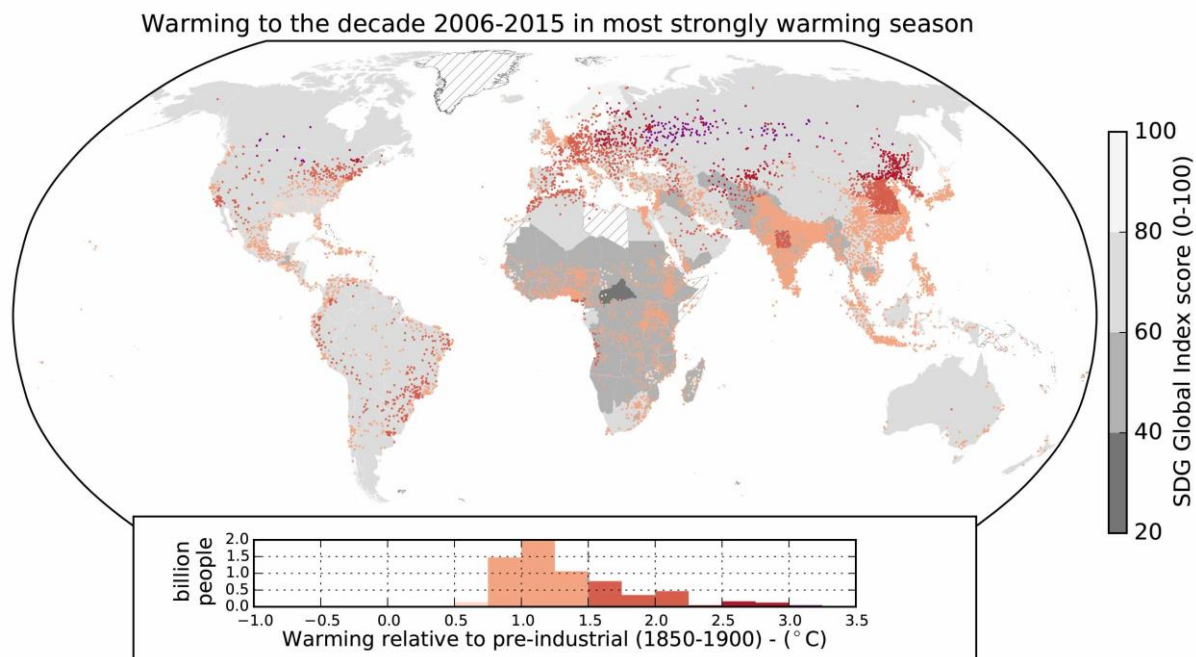 Warming to the decade 2006-2015 in most strongly warming season
100
80
60
40
20
SDG Global Index score (0-100)
billion
people
2.0
1.5
1.0
0.5
0.0
−1.0 −0.5 0.0 0.5 1.0 1.5 2.0 2.5 3.0 3.5
Warming relative to pre-industrial (1850-1900) - (°C)